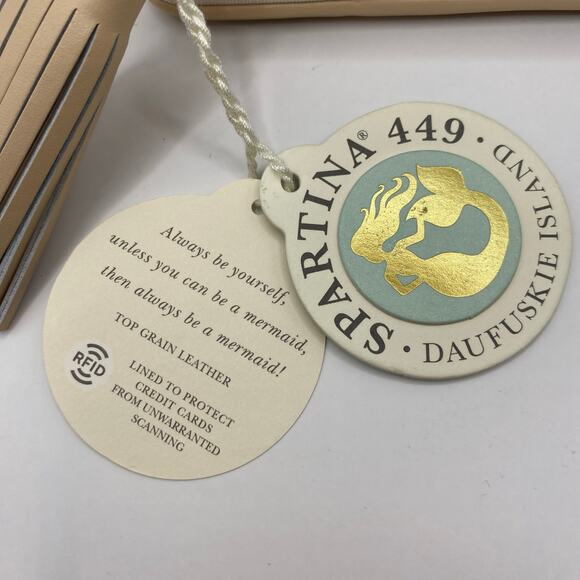 SPARTINA® 449 · DAUFUSKIE ISLAND ·
Always be yourself,
unless you can be a mermaid,
then always be a mermaid!
TOP GRAIN LEATHER
RFID
LINED TO PROTECT
CREDIT CARDS
FROM UNWARRANTED
SCANNING